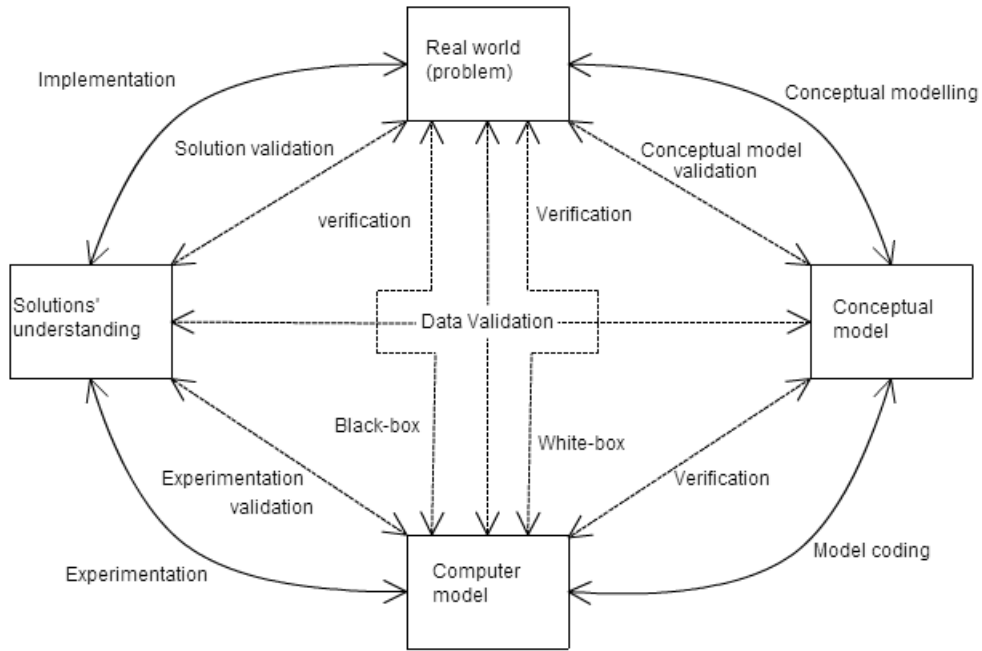 Real world
(problem)
Implementation
Conceptual modelling
Solution validation
Conceptual model
validation
verification
Verification
Solutions'
understanding
Data Validation
Conceptual
model
Black-box
White-box
Experimentation
validation
Verification
Model coding
Experimentation
Computer
model